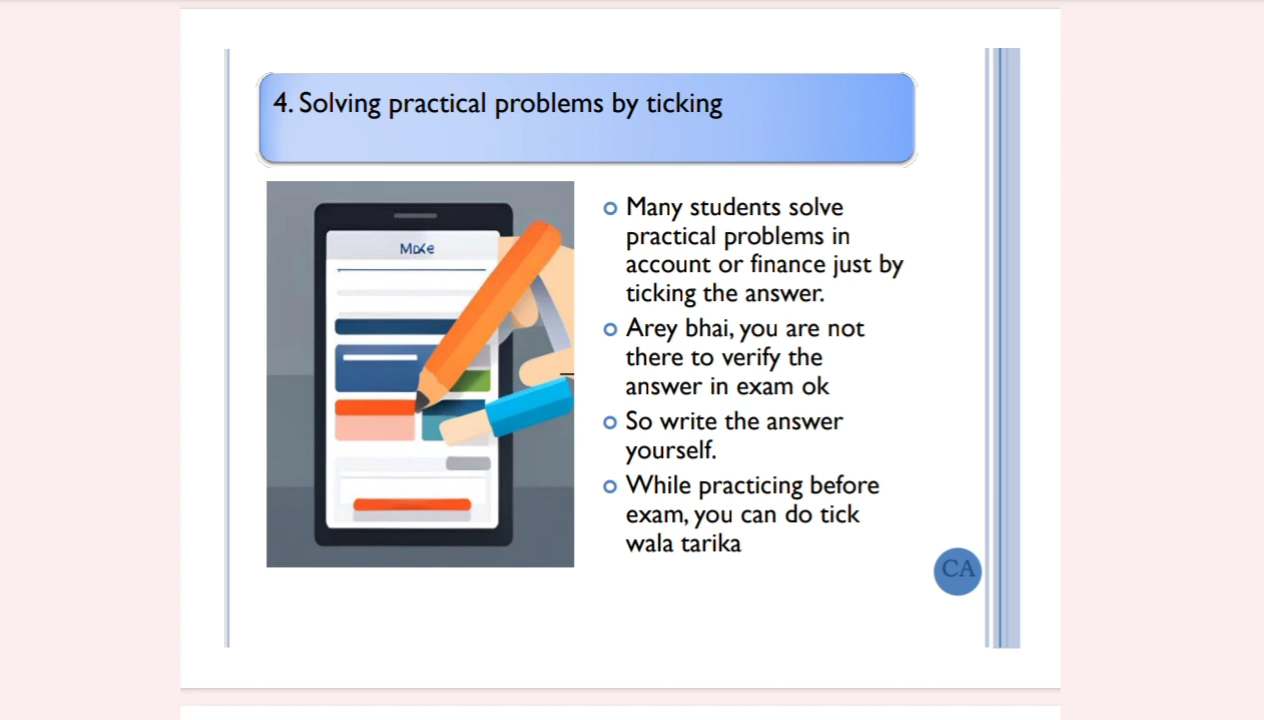 4. Solving practical problems by ticking
Many students solve
practical problems in
account or finance just by
ticking the answer.
Arey bhai, you are not
there to verify the
answer in exam ok
So write the answer
yourself.
While practicing before
exam, you can do tick
wala tarika
CA